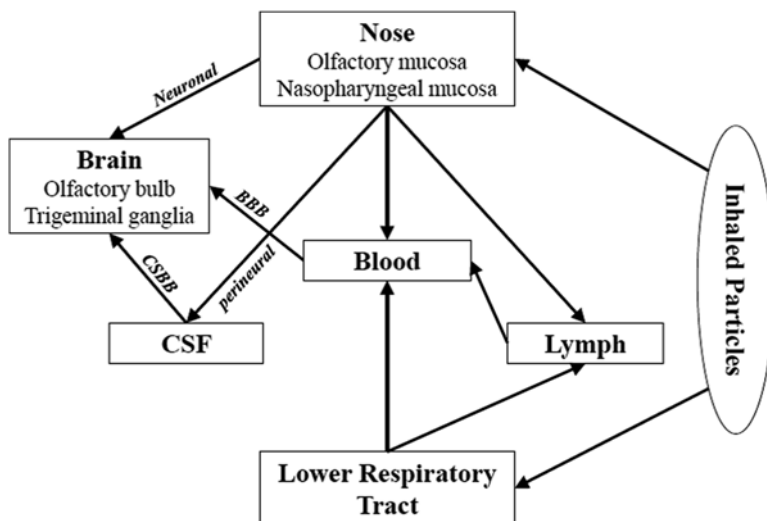 Nose
Olfactory mucosa
Nasopharyngeal mucosa
Neuronal
Brain
Olfactory bulb
Trigeminal ganglia
BBB
perineural
CSBB
Blood
CSF
Lymph
Inhaled Particles
Lower Respiratory
Tract